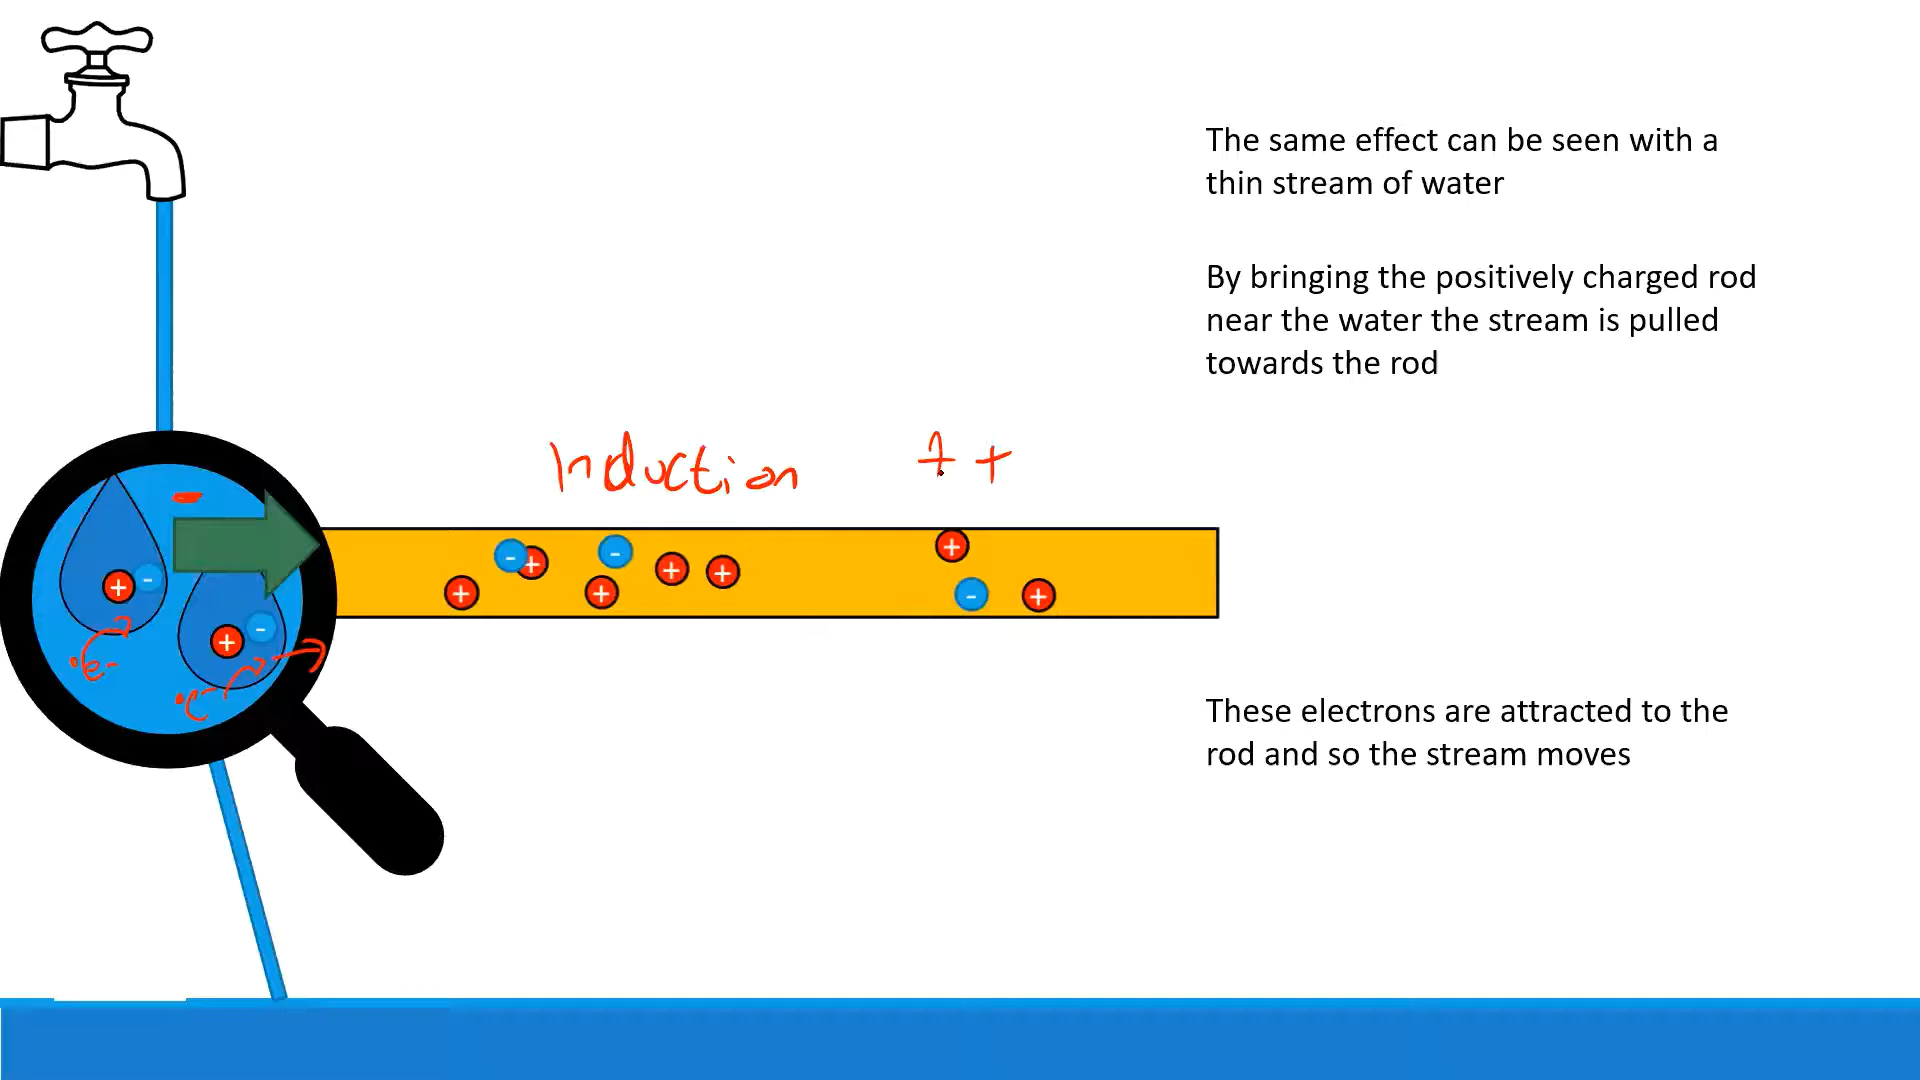 The same effect can be seen with a
thin stream of water
By bringing the positively charged rod
near the water the stream is pulled
towards the rod
Induction + +
-
- + - + + +
+ - + +
+ -
+ -
- +
e-
e-
These electrons are attracted to the
rod and so the stream moves